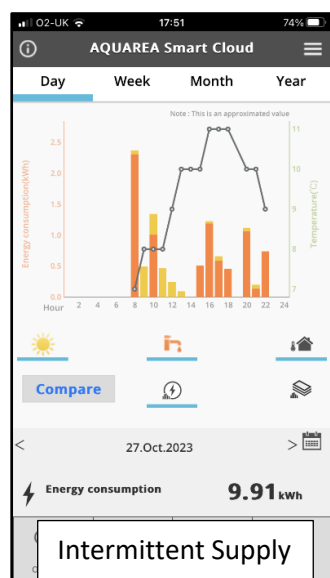 O2-UK 17:51 74%
AQUAREA Smart Cloud
Day Week Month Year
Note : This is an approximated value
Energy consumption(kWh)
2.5
2.0
1.5
1.0
0.5
0.0
Temperature(°C)
11
10
9
8
7
Hour 2 4 6 8 10 12 14 16 18 20 22 24
Compare
< 27.Oct.2023 >
Energy consumption 9.91 kWh
Intermittent Supply